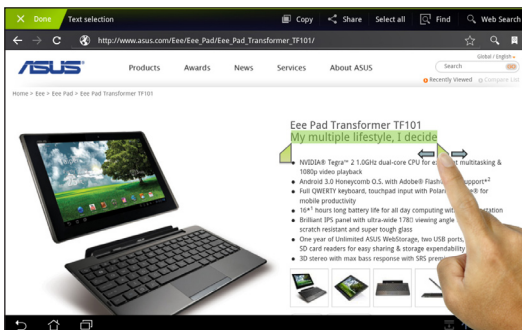 Done Text selection Copy Share Select all Find Web Search
http://www.asus.com/Eee/Eee_Pad/Eee_Pad_Transformer_TF101/
Global / English
ASUS Products Awards News Services About ASUS Search
Recently Viewed Compare List
Home > Eee > Eee Pad > Eee Pad Transformer TF101
Eee Pad Transformer TF101
My multiple lifestyle, I decide
NVIDIA® Tegra™ 2 1.0GHz dual-core CPU for multitasking &
1080p video playback
Android 3.0 Honeycomb O.S. with Adobe® Flash support*2
Full QWERTY keyboard, touchpad input with for
mobile productivity
16*1 hours long battery life for all day computing
Brilliant IPS panel with ultra-wide 178 viewing angle
scratch resistant and super tough glass
One year of Unlimited ASUS WebStorage, two USB ports,
SD card readers for easy sharing & storage expendability
3D stereo with max bass response with SRS